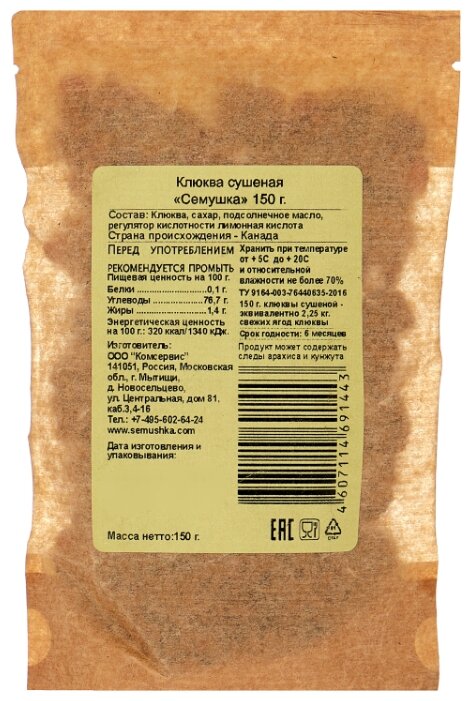 Клюква сушеная
«Семушка» 150 г.
Состав: Клюква, сахар, подсолнечное масло,
регулятор кислотности лимонная кислота
Страна происхождения - Канада
ПЕРЕД УПОТРЕБЛЕНИЕМ
РЕКОМЕНДУЕТСЯ ПРОМЫТЬ
Пищевая ценность на 100 г.
Белки ........................0,1 г.
Углеводы ..................76,7 г.
Жиры .........................1,4 г.
Энергетическая ценность
на 100 г.: 320 ккал/1340 кДж.
Изготовитель:
ООО "Комсервис"
141051, Россия, Московская
обл., г. Мытищи,
д. Новосельцево,
ул. Центральная, дом 81.
каб.3,4-16
Тел.: +7-495-602-64-24
www.semushka.com
Дата изготовления и
упаковывания:
Масса нетто:150 г.
Хранить при температуре
от + 5С до + 20С
и относительной
влажности не более 70%
ТУ 9164-003-76440635-2016
150 г. клюквы сушеной -
эквивалентно 2,25 кг.
свежих ягод клюквы
Срок годности: 6 месяцев
Продукт может содержать
следы арахиса и кунжута
4607114691443
EAC